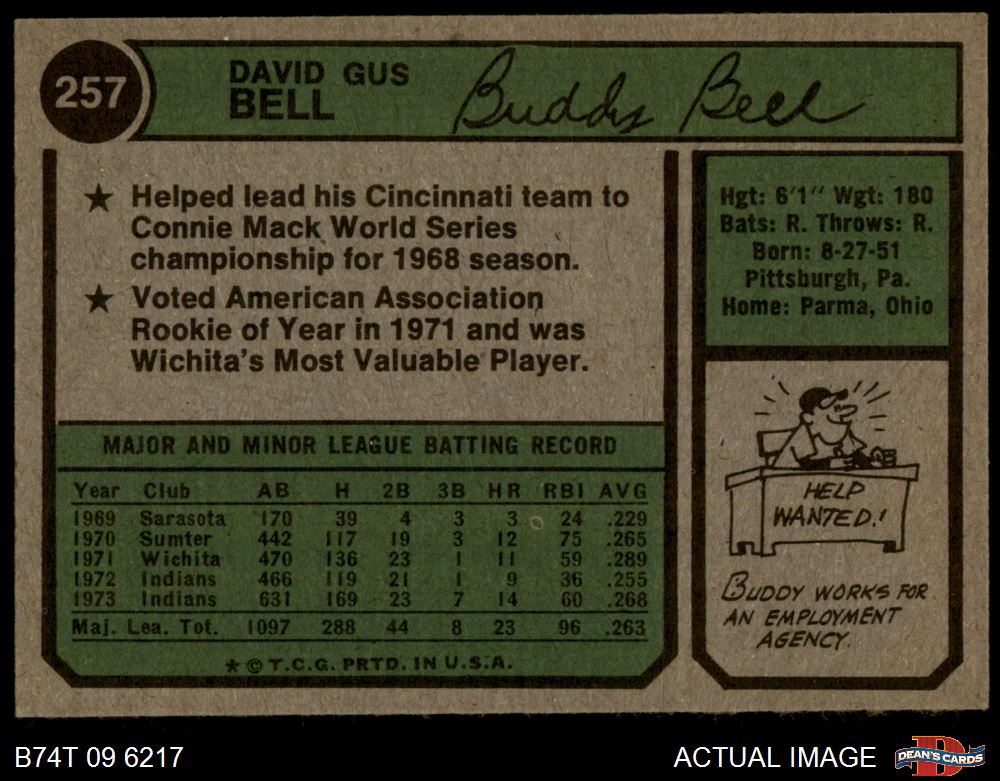 257
DAVID GUS
BELL
Buddy Bell
★ Helped lead his Cincinnati team to
Connie Mack World Series
championship for 1968 season.
★ Voted American Association
Rookie of Year in 1971 and was
Wichita's Most Valuable Player.
Hgt: 6'1'' Wgt: 180
Bats: R. Throws: R.
Born: 8-27-51
Pittsburgh, Pa.
Home: Parma, Ohio
MAJOR AND MINOR LEAGUE BATTING RECORD
Year Club AB H 2B 3B HR RBI AVG
1969 Sarasota 170 39 4 3 3 24 .229
1970 Sumter 442 117 19 3 12 75 .265
1971 Wichita 470 136 23 1 11 59 .289
1972 Indians 466 119 21 1 9 36 .255
1973 Indians 631 169 23 7 14 60 .268
Maj. Lea. Tot. 1097 288 44 8 23 96 .263
★ © T.C.G. PRTD. IN U.S.A.
HELP
WANTED!
BUDDY WORKS FOR
AN EMPLOYMENT
AGENCY.
B74T 09 6217
ACTUAL IMAGE
D
DEAN'S CARDS